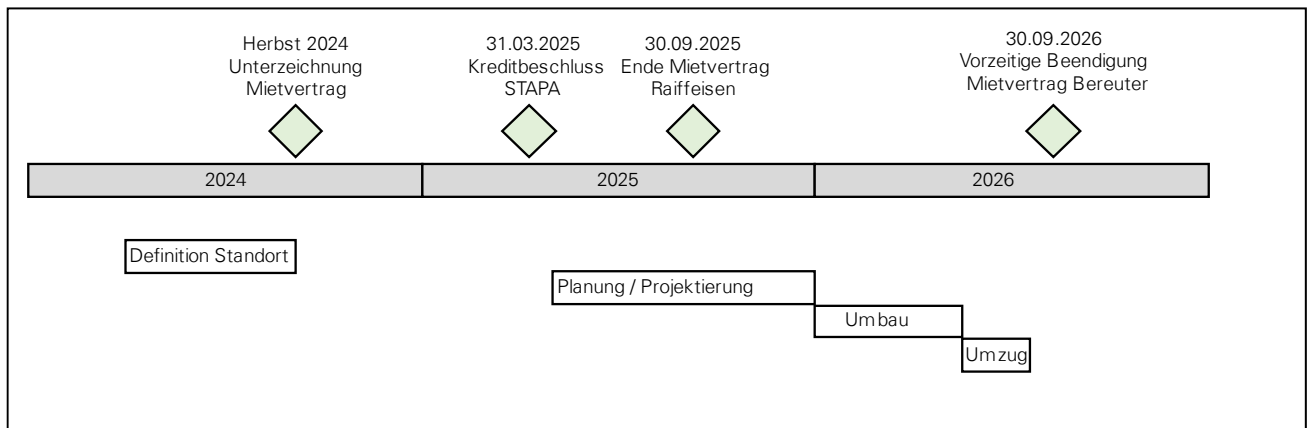 Herbst 2024
Unterzeichnung
Mietvertrag
31.03.2025
Kreditbeschluss
STAPA
30.09.2025
Ende Mietvertrag
Raiffeisen
30.09.2026
Vorzeitige Beendigung
Mietvertrag Bereuter
2024
2025
2026
Definition Standort
Planung / Projektierung
Umbau
Umzug